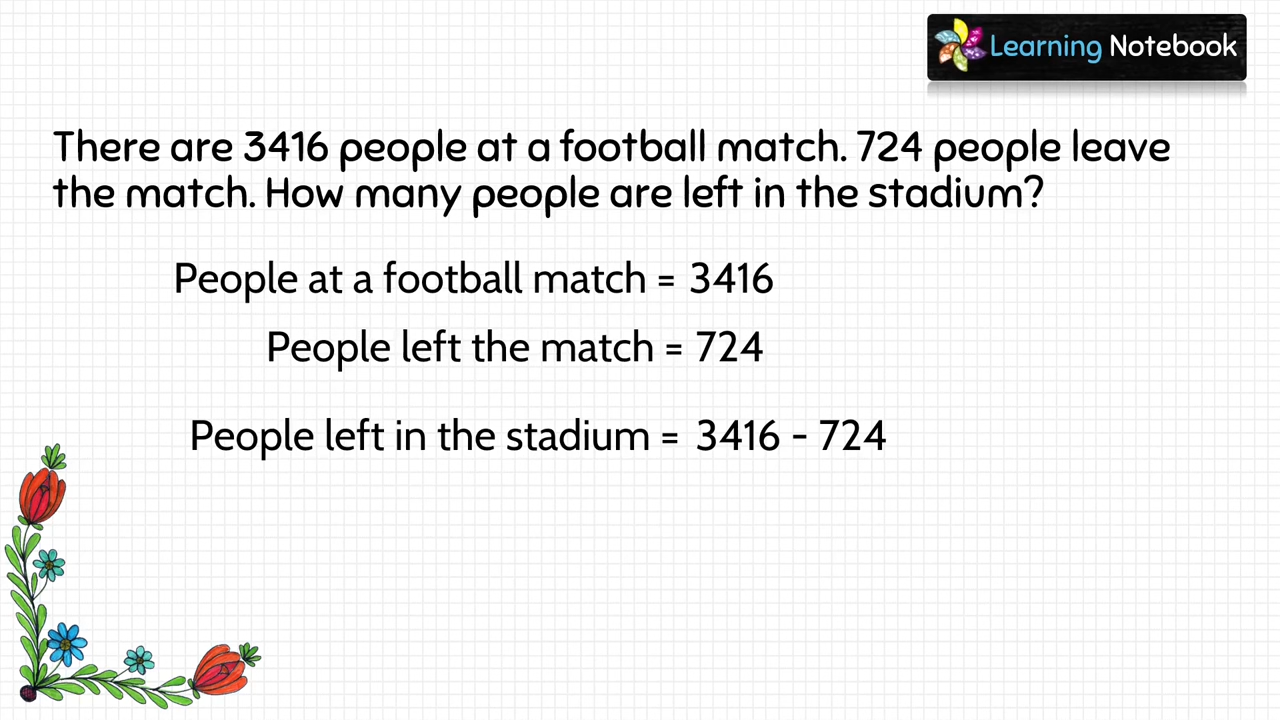 Learning Notebook
There are 3416 people at a football match. 724 people leave
the match. How many people are left in the stadium?
People at a football match = 3416
People left the match = 724
People left in the stadium = 3416 - 724